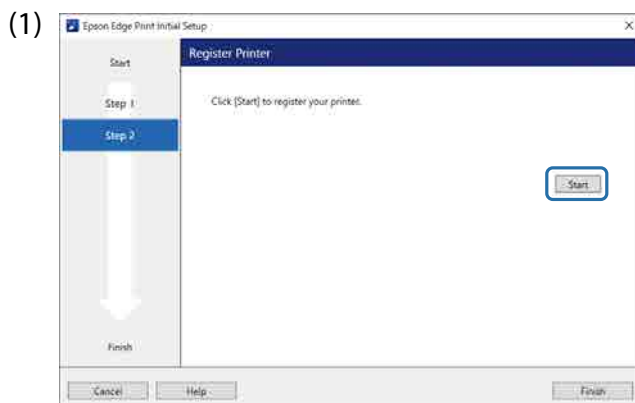 (1)
Epson Edge Print Initial Setup
Start
Step 1
Step 2
Finish
Register Printer
Click [Start] to register your printer.
Start
Cancel
Help
Finish